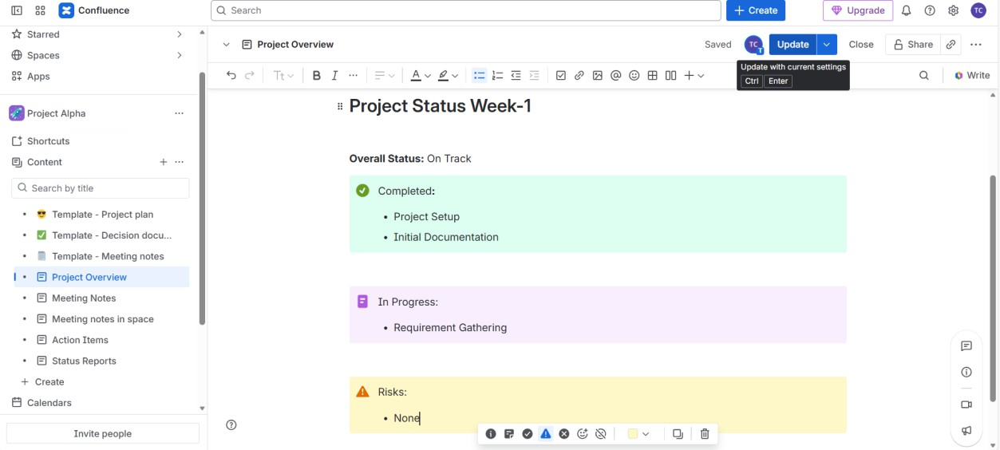 Confluence
Search
Create
Upgrade
TC
Starred
Spaces
Apps
Project Alpha
Shortcuts
Content
Search by title
Template - Project plan
Template - Decision docu...
Template - Meeting notes
Project Overview
Meeting Notes
Meeting notes in space
Action Items
Status Reports
Create
Calendars
Invite people
Project Overview
Saved
TC
T
Update
Close
Share
Tt
B I
A
Write
Update with current settings
Ctrl Enter
Project Status Week-1
Overall Status: On Track
Completed:
• Project Setup
• Initial Documentation
In Progress:
• Requirement Gathering
Risks:
• None